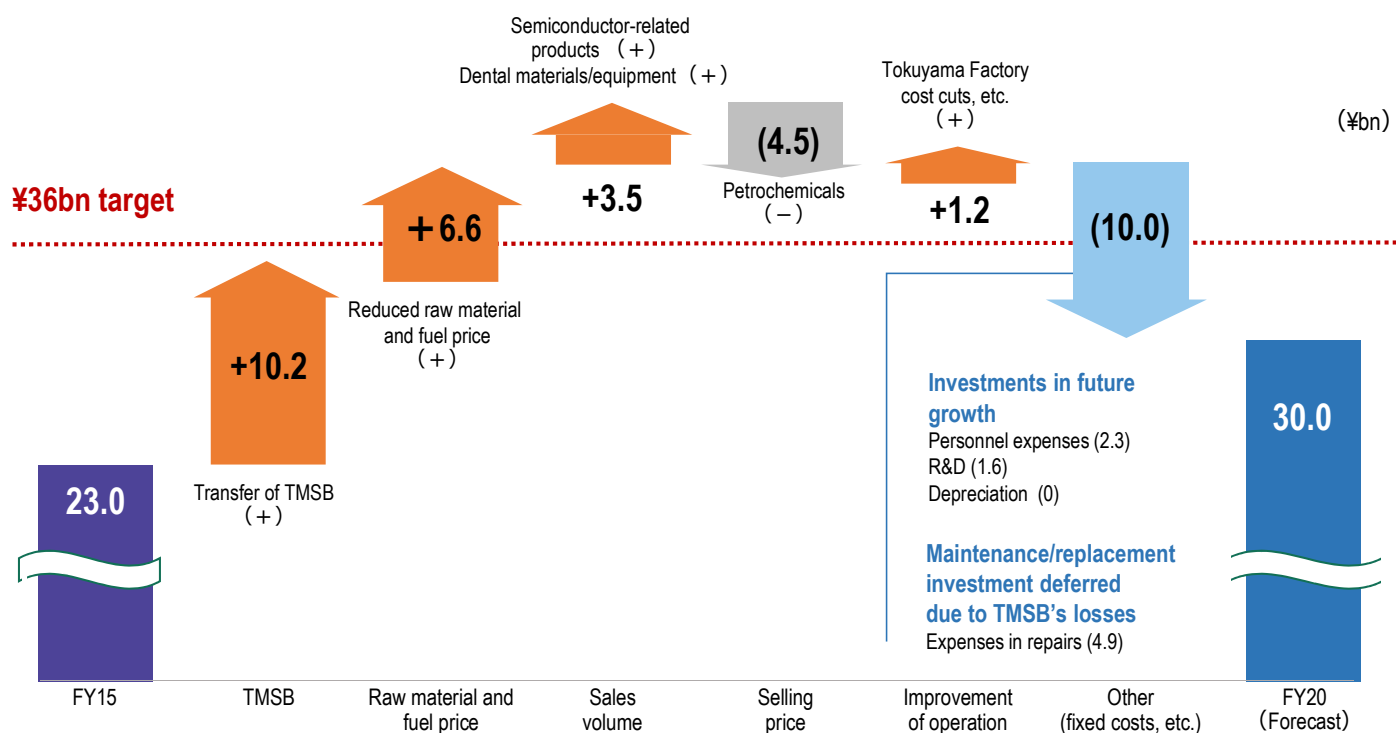 Semiconductor-related
products （＋）
Dental materials/equipment （＋）
Tokuyama Factory
cost cuts, etc.
（＋）
（¥bn）
(4.5)
Petrochemicals
（－）
¥36bn target
＋6.6
+3.5
+1.2
(10.0)
Reduced raw material
and fuel price
（＋）
+10.2
Transfer of TMSB
（＋）
23.0
30.0
Investments in future
growth
Personnel expenses (2.3)
R&D (1.6)
Depreciation (0)
Maintenance/replacement
investment deferred
due to TMSB’s losses
Expenses in repairs (4.9)
FY15
TMSB
Raw material and
fuel price
Sales
volume
Selling
price
Improvement
of operation
Other
(fixed costs, etc.)
FY20
（Forecast）